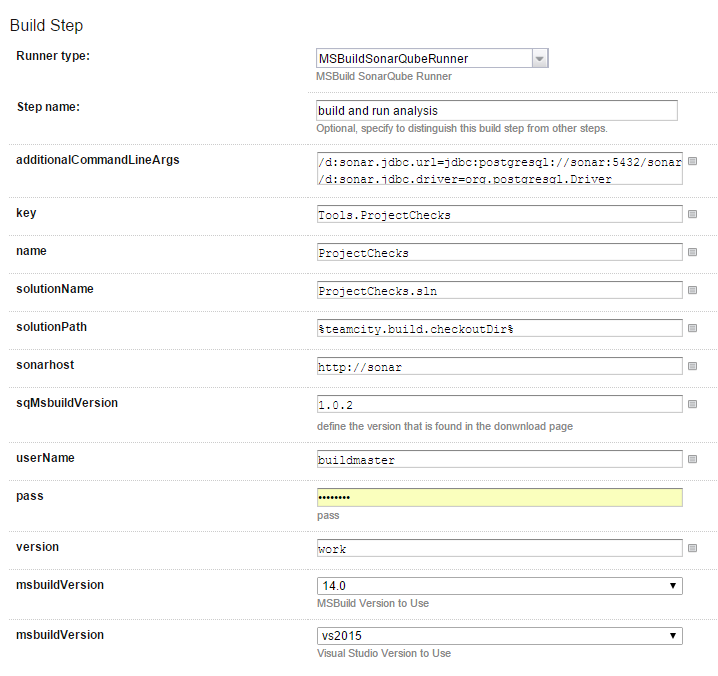 Build Step
Runner type:
MSBuildSonarQubeRunner
MSBuild SonarQube Runner
Step name:
build and run analysis
Optional, specify to distinguish this build step from other steps.
additionalCommandLineArgs
/d:sonar.jdbc.url=jdbc:postgresql://sonar:5432/sonar
/d:sonar.jdbc.driver=org.postgresql.Driver
key
Tools.ProjectChecks
name
ProjectChecks
solutionName
ProjectChecks.sln
solutionPath
%teamcity.build.checkoutDir%
sonarhost
http://sonar
sqMsbuildVersion
1.0.2
define the version that is found in the donwnload page
userName
buildmaster
pass
••••••••
pass
version
work
msbuildVersion
14.0
MSBuild Version to Use
msbuildVersion
vs2015
Visual Studio Version to Use